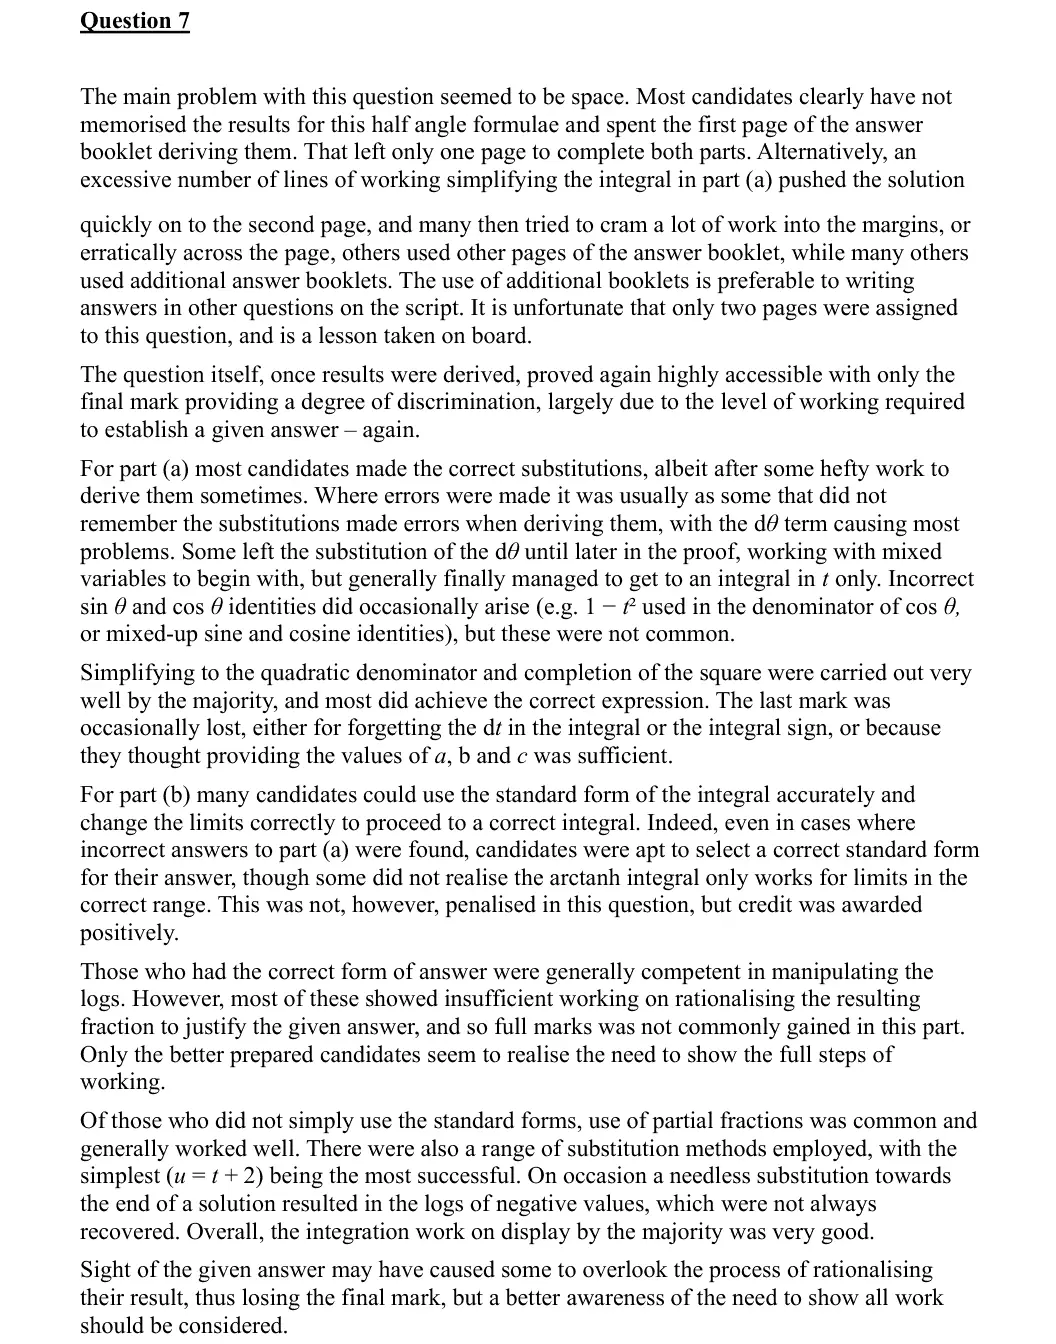 Question 7
The main problem with this question seemed to be space. Most candidates clearly have not
memorised the results for this half angle formulae and spent the first page of the answer
booklet deriving them. That left only one page to complete both parts. Alternatively, an
excessive number of lines of working simplifying the integral in part (a) pushed the solution
quickly on to the second page, and many then tried to cram a lot of work into the margins, or
erratically across the page, others used other pages of the answer booklet, while many others
used additional answer booklets. The use of additional booklets is preferable to writing
answers in other questions on the script. It is unfortunate that only two pages were assigned
to this question, and is a lesson taken on board.
The question itself, once results were derived, proved again highly accessible with only the
final mark providing a degree of discrimination, largely due to the level of working required
to establish a given answer – again.
For part (a) most candidates made the correct substitutions, albeit after some hefty work to
derive them sometimes. Where errors were made it was usually as some that did not
remember the substitutions made errors when deriving them, with the dθ term causing most
problems. Some left the substitution of the dθ until later in the proof, working with mixed
variables to begin with, but generally finally managed to get to an integral in t only. Incorrect
sin θ and cos θ identities did occasionally arise (e.g. 1 − t² used in the denominator of cos θ,
or mixed-up sine and cosine identities), but these were not common.
Simplifying to the quadratic denominator and completion of the square were carried out very
well by the majority, and most did achieve the correct expression. The last mark was
occasionally lost, either for forgetting the dt in the integral or the integral sign, or because
they thought providing the values of a, b and c was sufficient.
For part (b) many candidates could use the standard form of the integral accurately and
change the limits correctly to proceed to a correct integral. Indeed, even in cases where
incorrect answers to part (a) were found, candidates were apt to select a correct standard form
for their answer, though some did not realise the arctanh integral only works for limits in the
correct range. This was not, however, penalised in this question, but credit was awarded
positively.
Those who had the correct form of answer were generally competent in manipulating the
logs. However, most of these showed insufficient working on rationalising the resulting
fraction to justify the given answer, and so full marks was not commonly gained in this part.
Only the better prepared candidates seem to realise the need to show the full steps of
working.
Of those who did not simply use the standard forms, use of partial fractions was common and
generally worked well. There were also a range of substitution methods employed, with the
simplest (u = t + 2) being the most successful. On occasion a needless substitution towards
the end of a solution resulted in the logs of negative values, which were not always
recovered. Overall, the integration work on display by the majority was very good.
Sight of the given answer may have caused some to overlook the process of rationalising
their result, thus losing the final mark, but a better awareness of the need to show all work
should be considered.